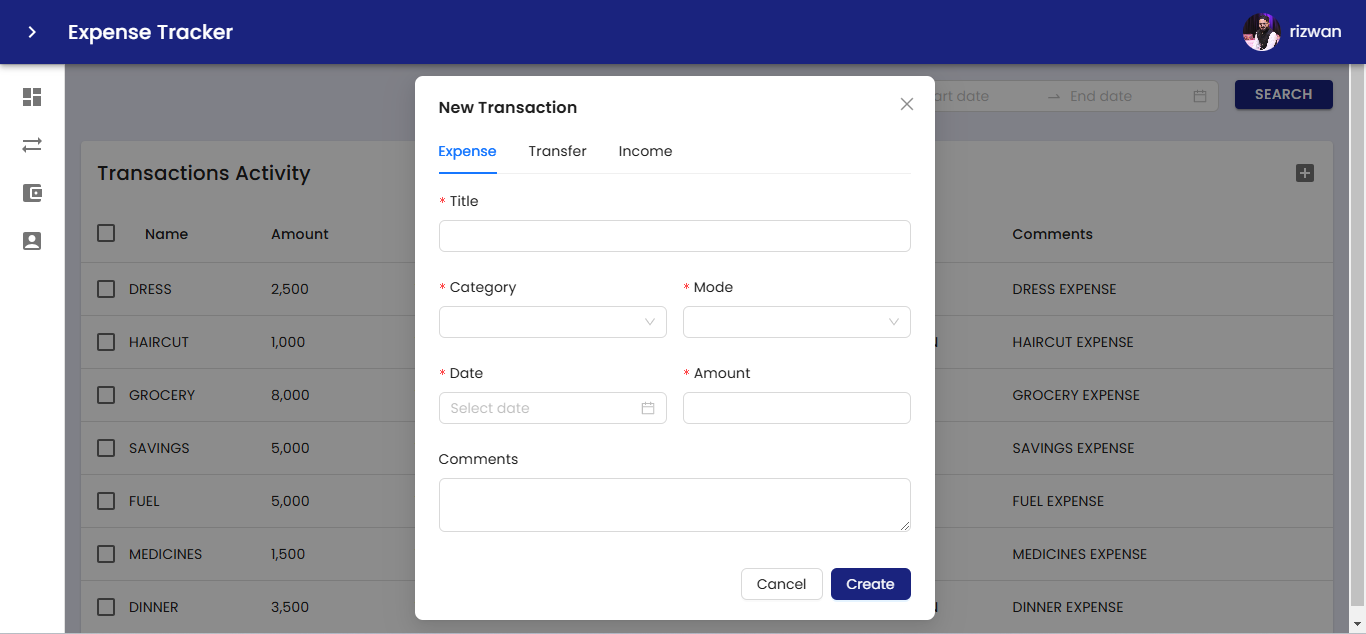 Expense Tracker
rizwan
New Transaction
art date
End date
SEARCH
Expense Transfer Income
Transactions Activity
* Title
Name Amount Comments
* Category * Mode
DRESS 2,500 DRESS EXPENSE
HAIRCUT 1,000 HAIRCUT EXPENSE
* Date * Amount
GROCERY 8,000 GROCERY EXPENSE
Select date
SAVINGS 5,000 SAVINGS EXPENSE
Comments
FUEL 5,000 FUEL EXPENSE
MEDICINES 1,500 MEDICINES EXPENSE
Cancel Create
DINNER 3,500 DINNER EXPENSE